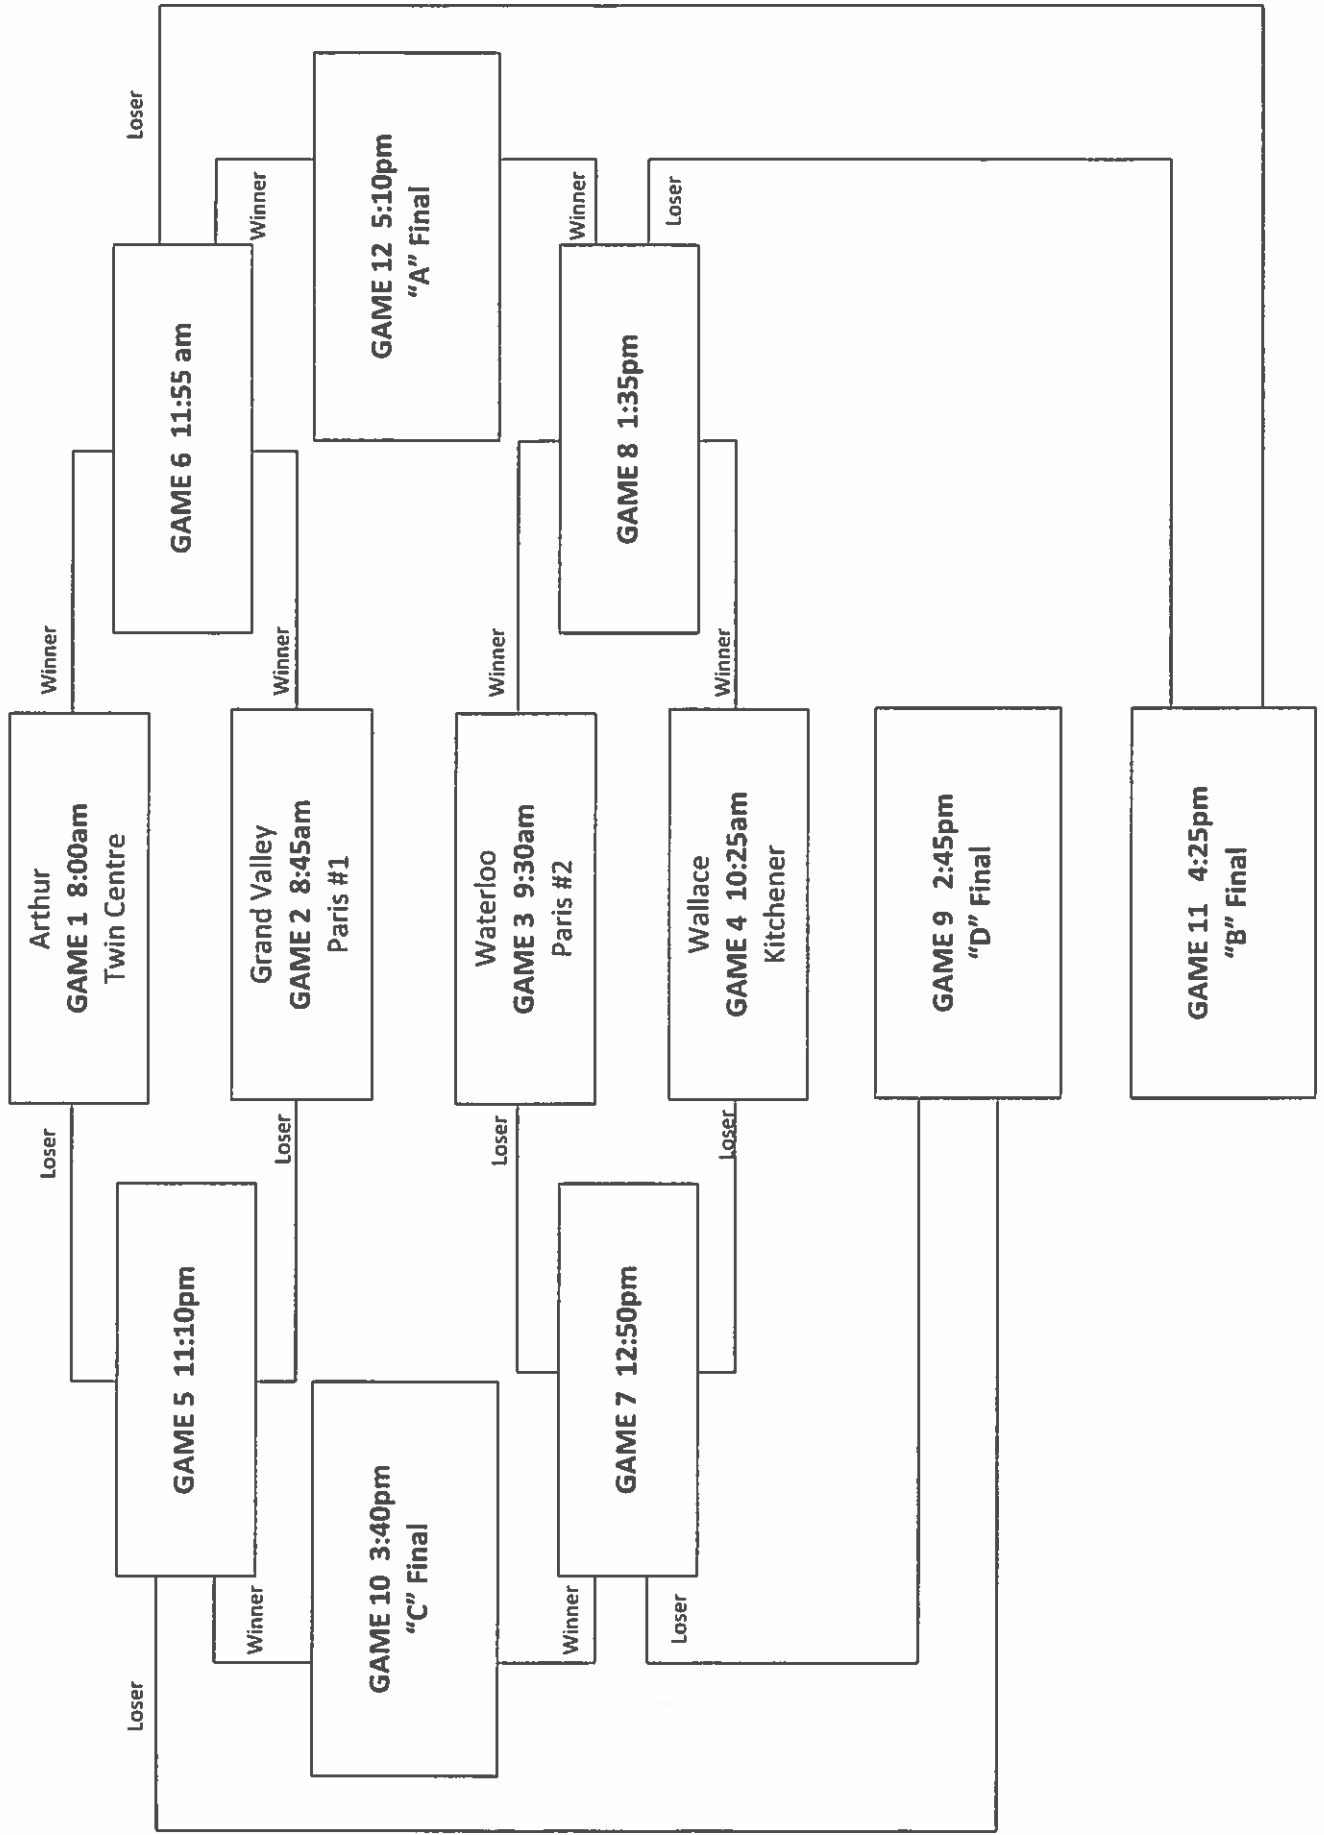 Arthur
GAME 1 8:00am
Twin Centre
Loser
Winner
GAME 5 11:10pm
GAME 6 11:55 am
Loser
Loser
Grand Valley
GAME 2 8:45am
Paris #1
Loser
Winner
Winner
Winner
GAME 10 3:40pm
"C" Final
GAME 12 5:10pm
"A" Final
Waterloo
GAME 3 9:30am
Paris #2
Loser
Winner
Winner
Winner
GAME 7 12:50pm
GAME 8 1:35pm
Loser
Loser
Wallace
GAME 4 10:25am
Kitchener
Loser
Winner
GAME 9 2:45pm
"D" Final
GAME 11 4:25pm
"B" Final